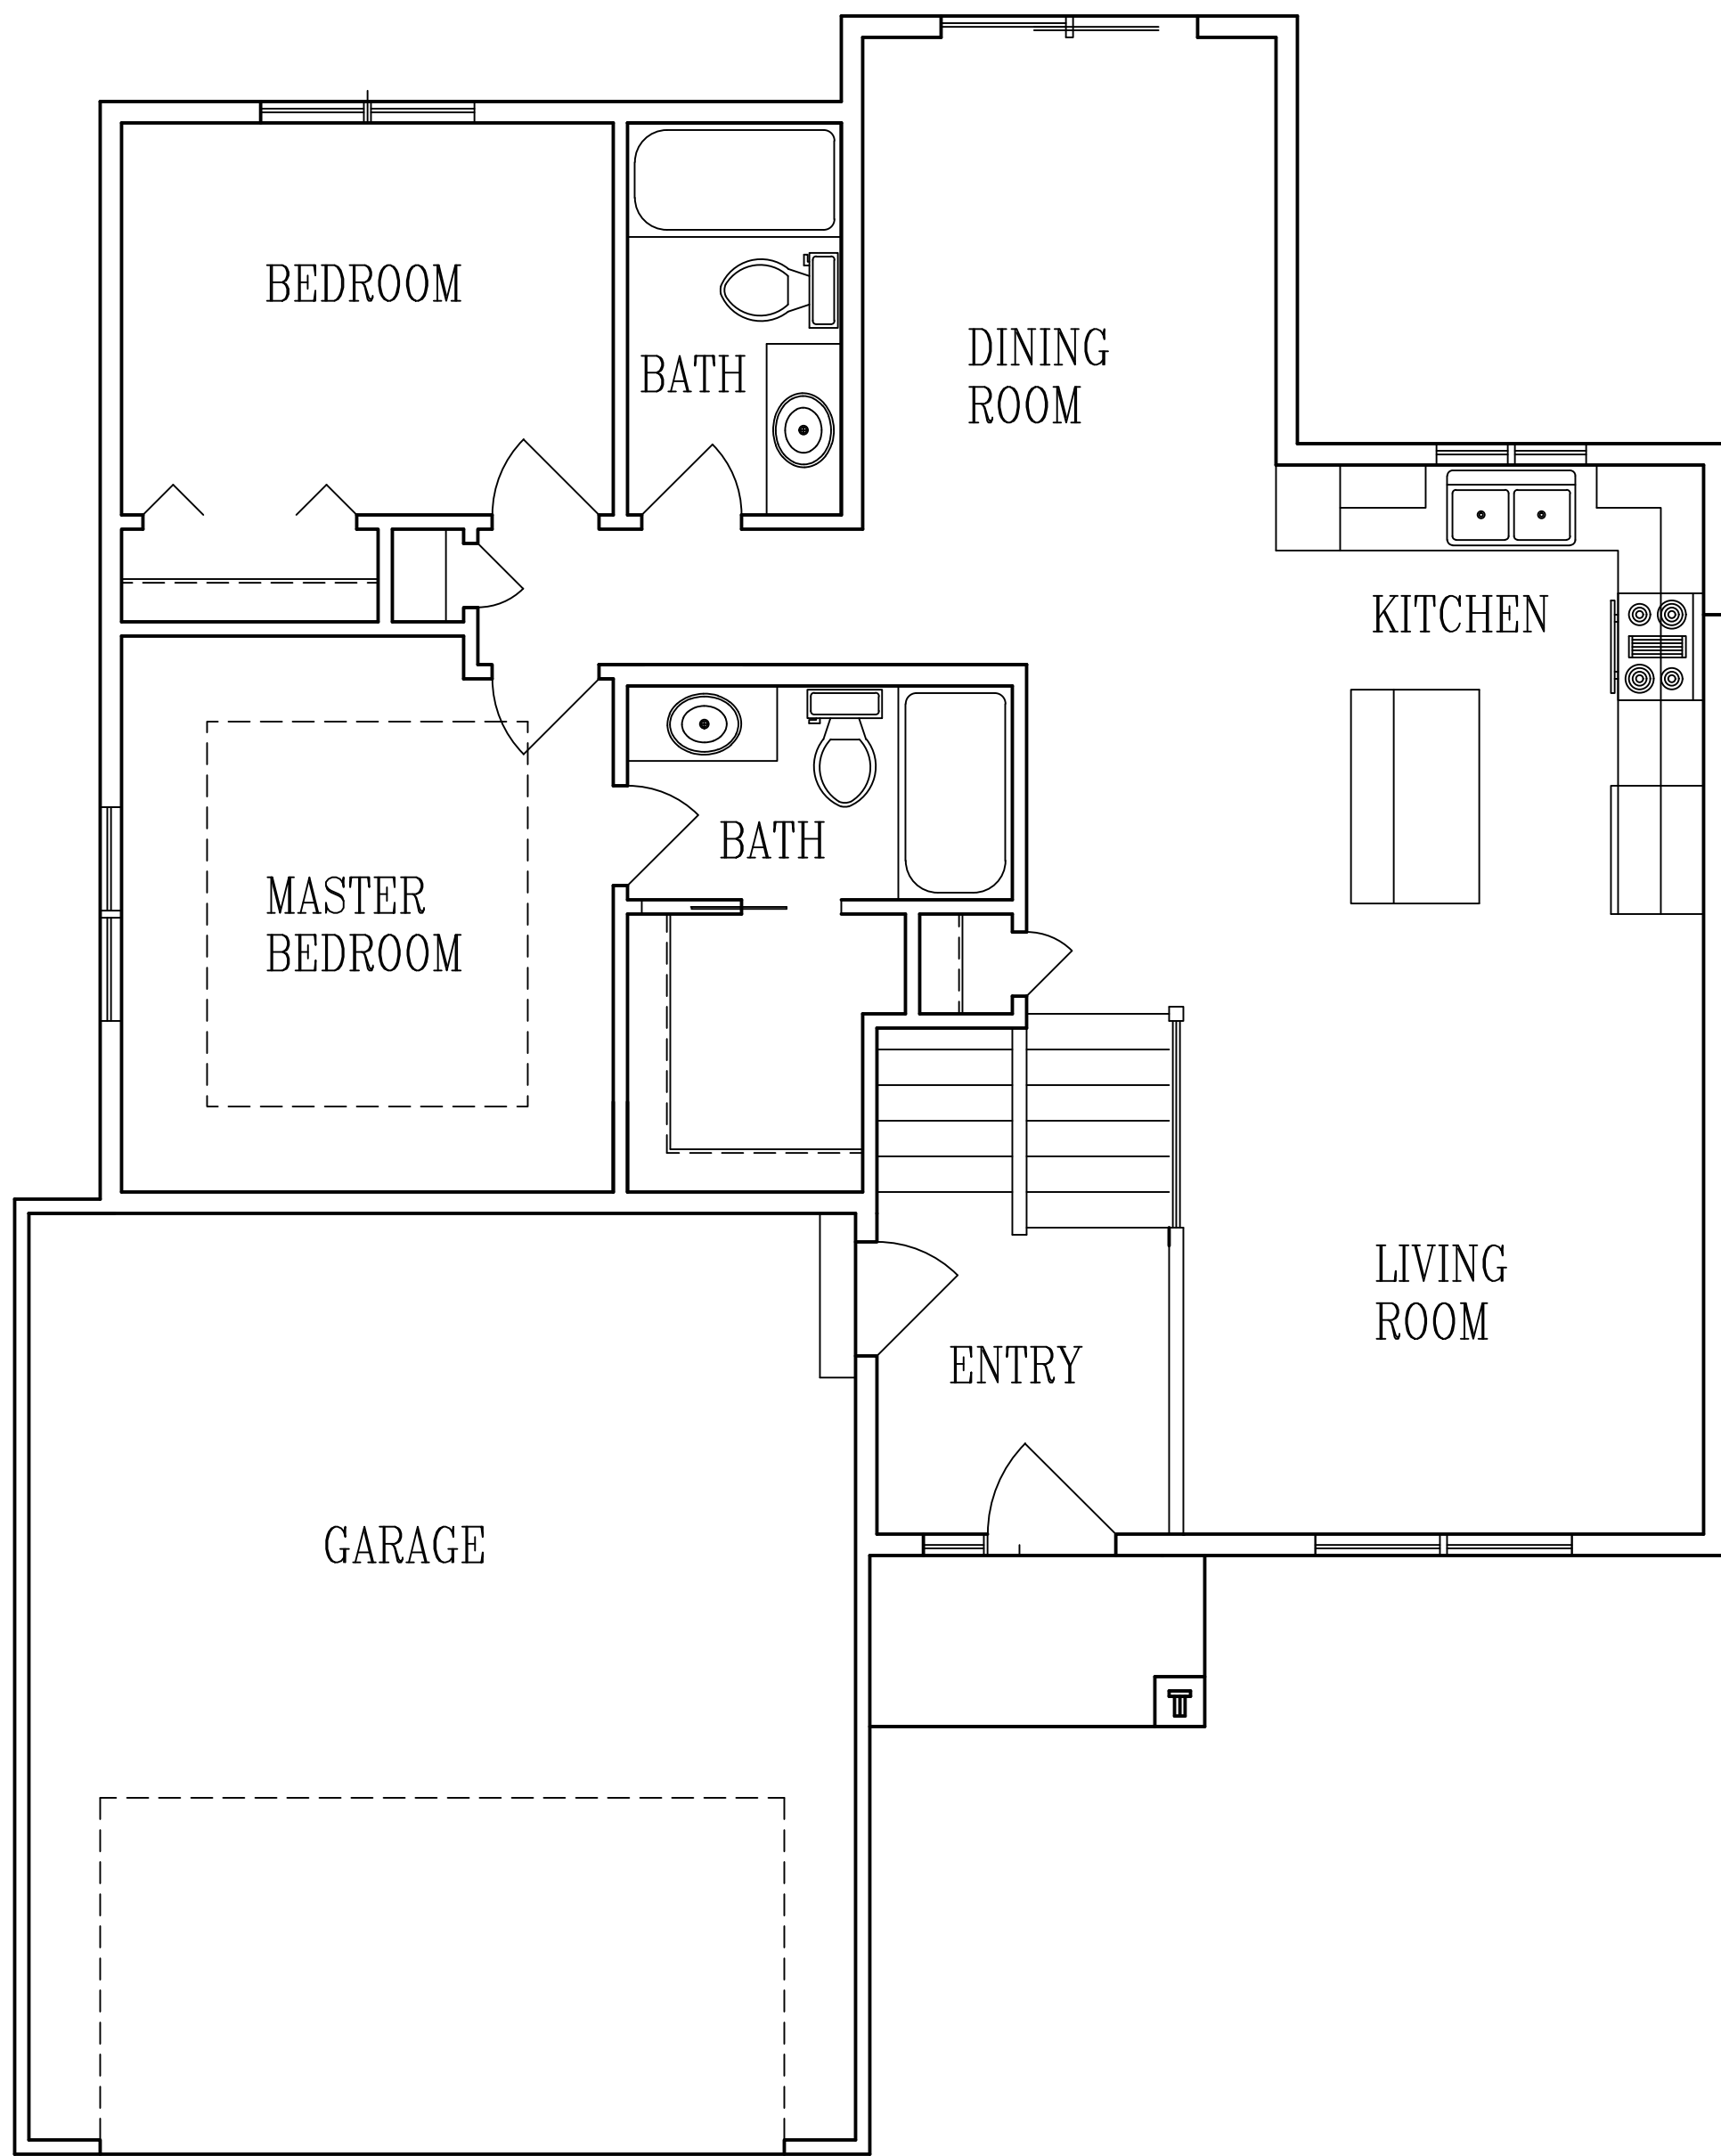 BEDROOM
BATH
DINING
ROOM
KITCHEN
BATH
MASTER
BEDROOM
LIVING
ROOM
ENTRY
GARAGE